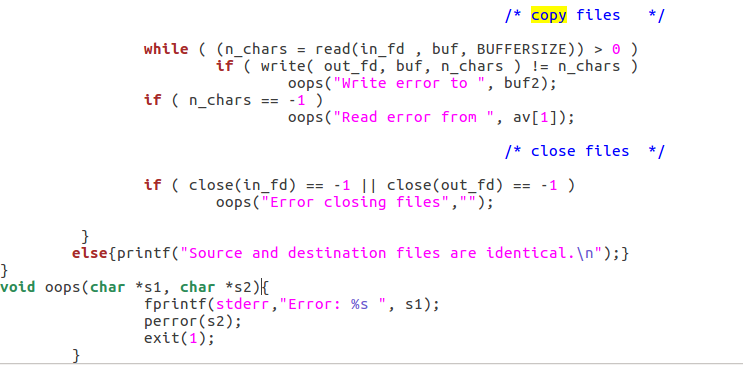 /* copy files   */
while ( (n_chars = read(in_fd , buf, BUFFERSIZE)) > 0 )
if ( write( out_fd, buf, n_chars ) != n_chars )
oops("Write error to ", buf2);
if ( n_chars == -1 )
oops("Read error from ", av[1]);
/* close files  */
if ( close(in_fd) == -1 || close(out_fd) == -1 )
oops("Error closing files","");
}
else{printf("Source and destination files are identical.\n");}
}
void oops(char *s1, char *s2){
fprintf(stderr,"Error: %s ", s1);
perror(s2);
exit(1);
}